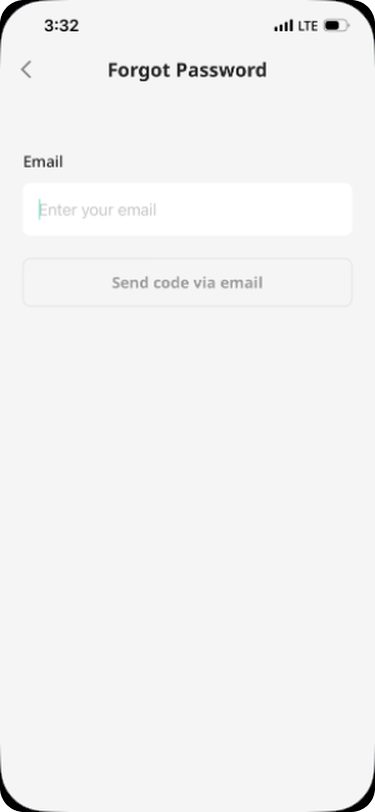 3:32
LTE
Forgot Password
Email
Enter your email
Send code via email